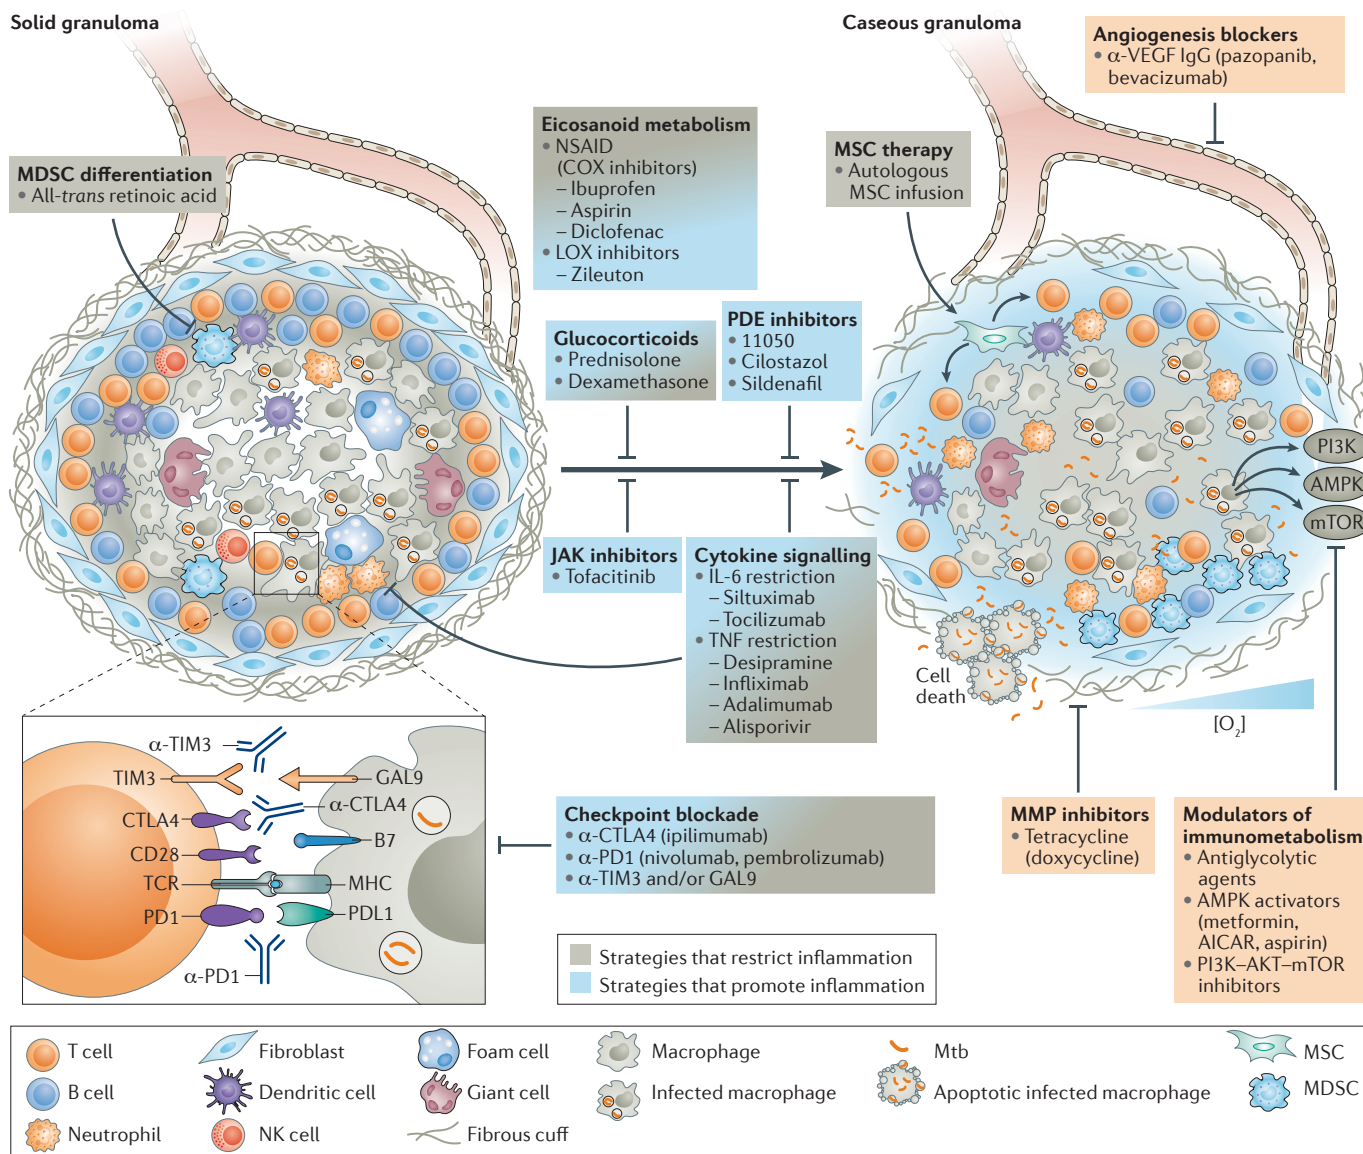 Solid granuloma
Caseous granuloma
Angiogenesis blockers
• α-VEGF IgG (pazopanib,
bevacizumab)
Eicosanoid metabolism
• NSAID
(COX inhibitors)
– Ibuprofen
– Aspirin
– Diclofenac
• LOX inhibitors
– Zileuton
MDSC differentiation
• All-trans retinoic acid
MSC therapy
• Autologous
MSC infusion
Glucocorticoids
• Prednisolone
• Dexamethasone
PDE inhibitors
• 11050
• Cilostazol
• Sildenafil
PI3K
AMPK
mTOR
JAK inhibitors
• Tofacitinib
Cytokine signalling
• IL-6 restriction
– Siltuximab
– Tocilizumab
• TNF restriction
– Desipramine
– Infliximab
– Adalimumab
– Alisporivir
Cell
death
[O₂]
α-TIM3
TIM3
GAL9
α-CTLA4
CTLA4
B7
CD28
TCR
MHC
PD1
PDL1
α-PD1
Checkpoint blockade
• α-CTLA4 (ipilimumab)
• α-PD1 (nivolumab, pembrolizumab)
• α-TIM3 and/or GAL9
MMP inhibitors
• Tetracycline
(doxycycline)
Modulators of
immunometabolism
• Antiglycolytic
agents
• AMPK activators
(metformin,
AICAR, aspirin)
• PI3K–AKT–mTOR
inhibitors
Strategies that restrict inflammation
Strategies that promote inflammation
T cell
Fibroblast
Foam cell
Macrophage
Mtb
MSC
B cell
Dendritic cell
Giant cell
Infected macrophage
Apoptotic infected macrophage
MDSC
Neutrophil
NK cell
Fibrous cuff